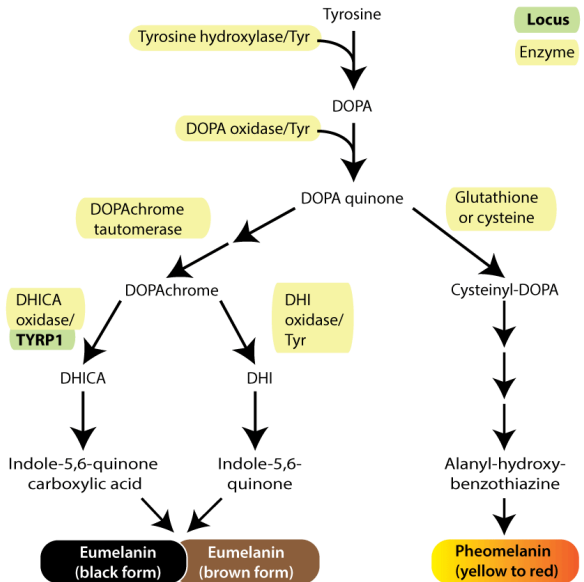 Tyrosine
Locus
Tyrosine hydroxylase/Tyr
Enzyme
DOPA
DOPA oxidase/Tyr
DOPA quinone
DOPAchrome
tautomerase
Glutathione
or cysteine
DOPAchrome
Cysteinyl-DOPA
DHICA
oxidase/
TYRP1
DHI
oxidase/
Tyr
DHICA
DHI
Indole-5,6-quinone
carboxylic acid
Indole-5,6-
quinone
Alanyl-hydroxy-
benzothiazine
Eumelanin
(black form)
Eumelanin
(brown form)
Pheomelanin
(yellow to red)